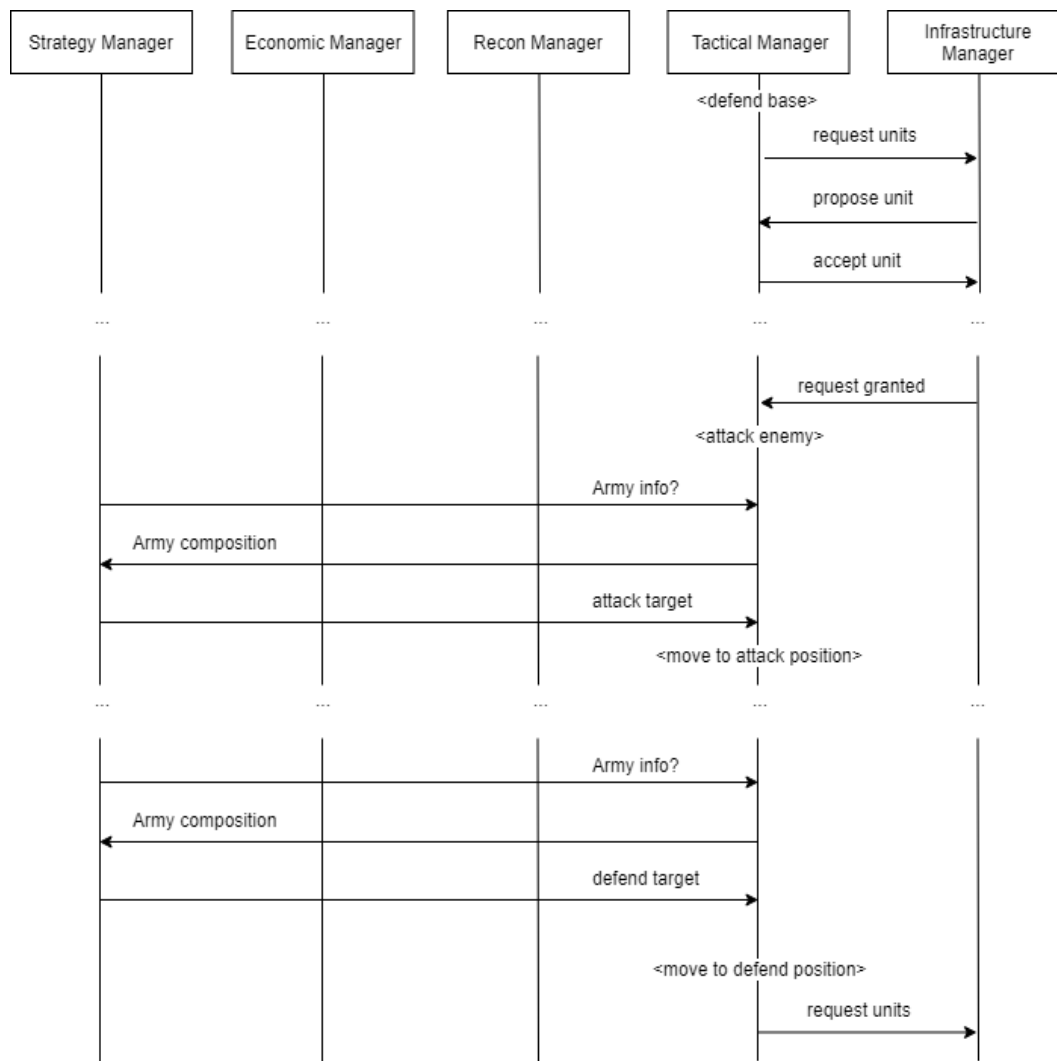 Strategy Manager
Economic Manager
Recon Manager
Tactical Manager
Infrastructure
Manager
<defend base>
request units
propose unit
accept unit
... ... ... ... ...
request granted
<attack enemy>
Army info?
Army composition
attack target
<move to attack position>
... ... ... ... ...
Army info?
Army composition
defend target
<move to defend position>
request units